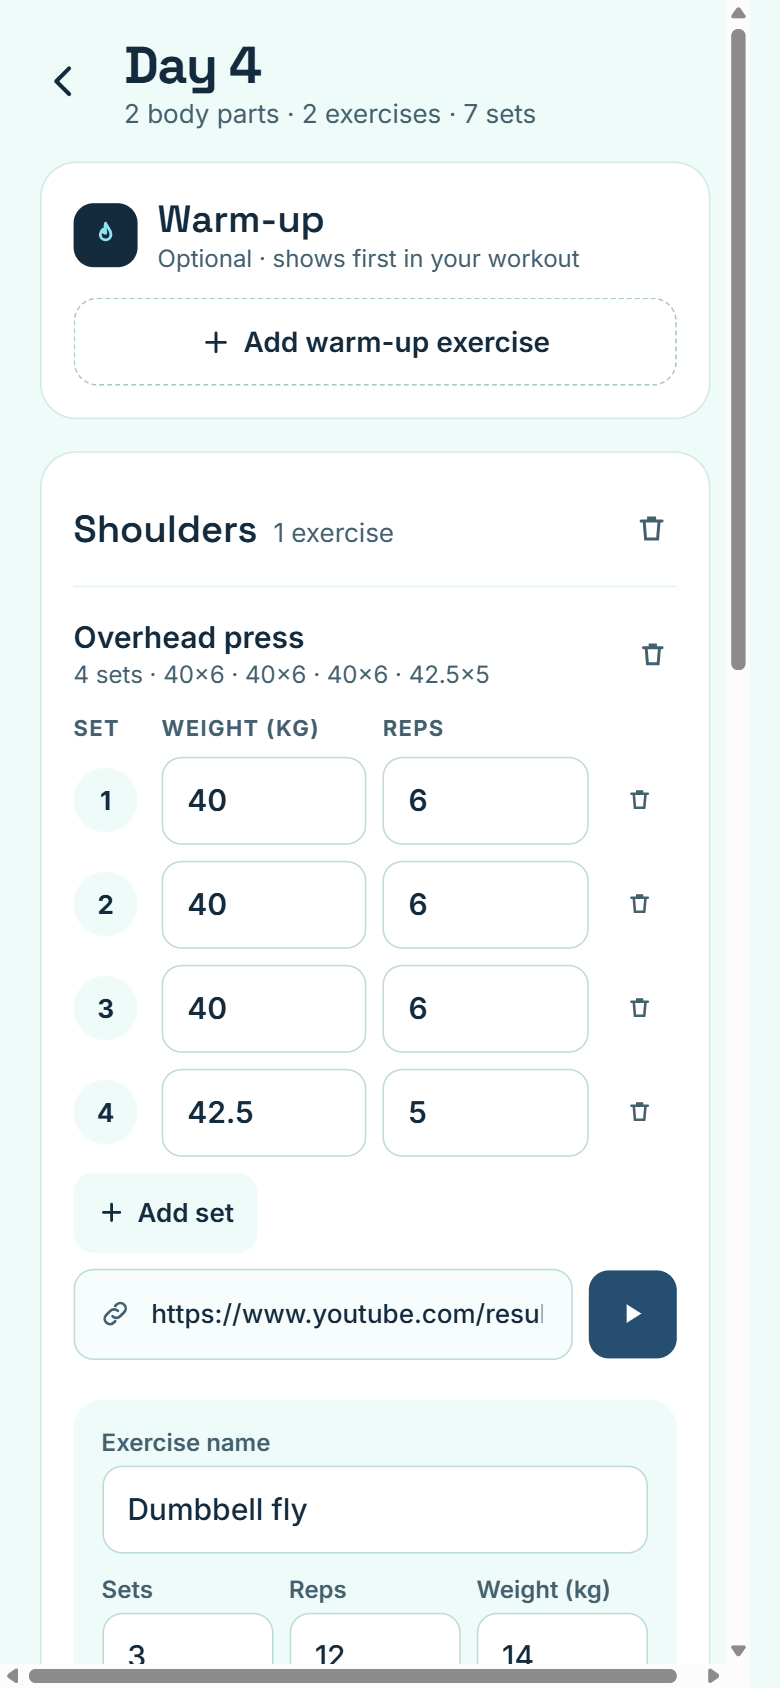 Day 4
2 body parts · 2 exercises · 7 sets
Warm-up
Optional · shows first in your workout
+ Add warm-up exercise
Shoulders 1 exercise
Overhead press
4 sets · 40×6 · 40×6 · 40×6 · 42.5×5
SET WEIGHT (KG) REPS
1 40 6
2 40 6
3 40 6
4 42.5 5
+ Add set
https://www.youtube.com/resul
Exercise name
Dumbbell fly
Sets Reps Weight (kg)
3 12 14